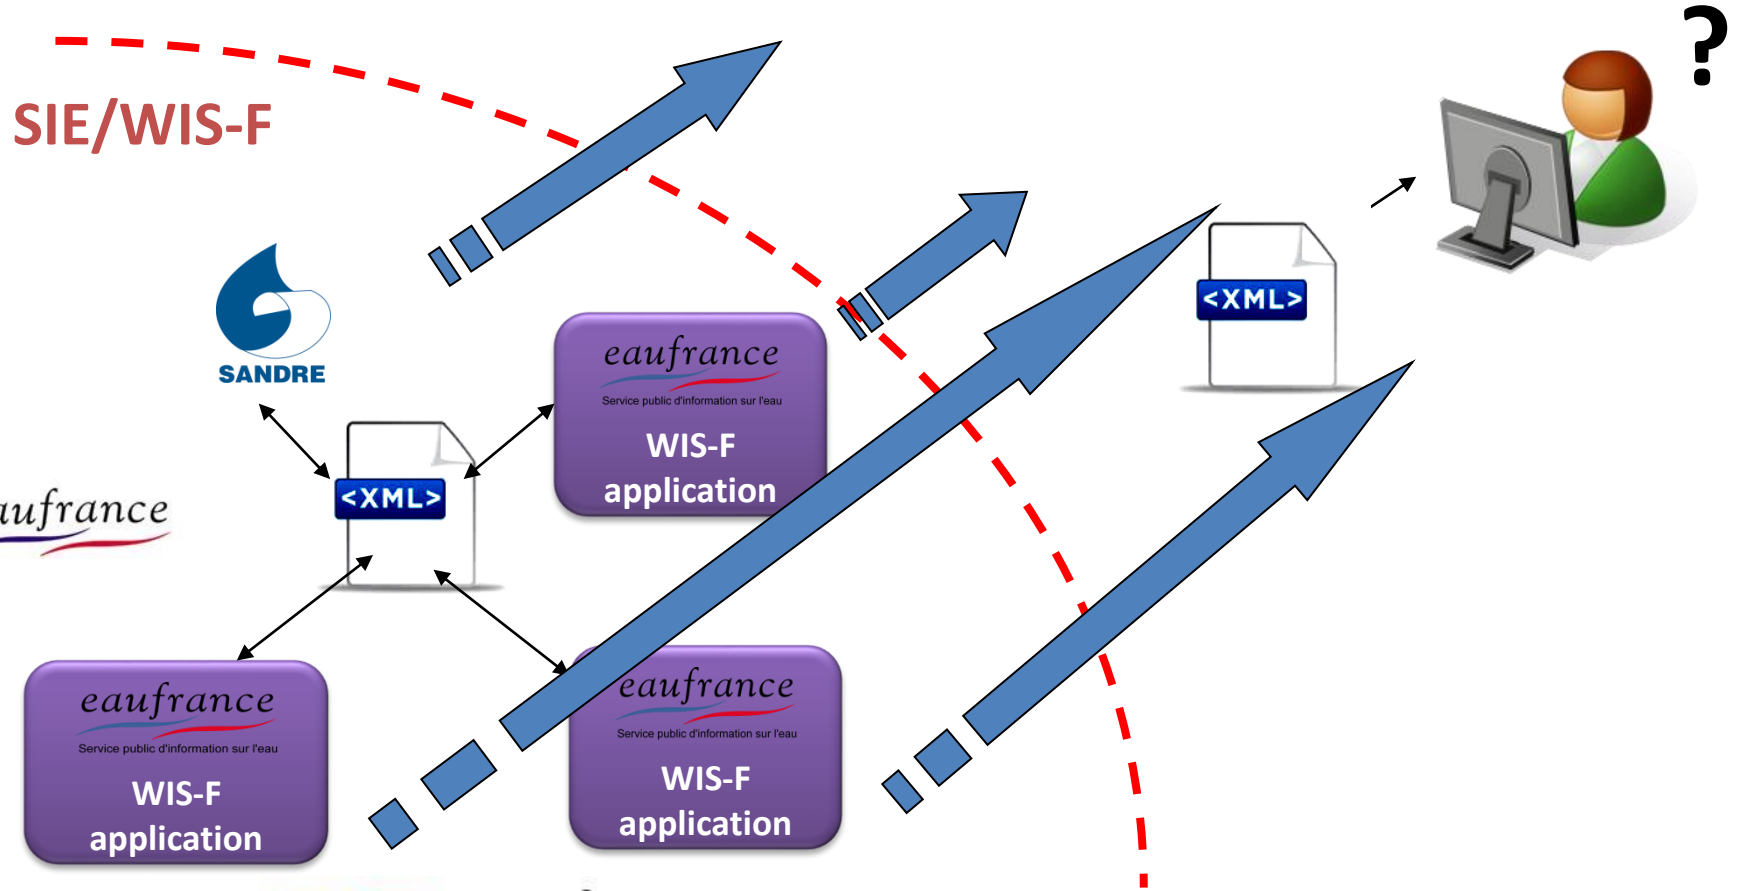 ?
SIE/WIS-F
<XML>
SANDRE
eaufrance
Service public d'information sur l'eau
WIS-F
application
<XML>
aufrance
eaufrance
Service public d'information sur l'eau
WIS-F
application
eaufrance
Service public d'information sur l'eau
WIS-F
application